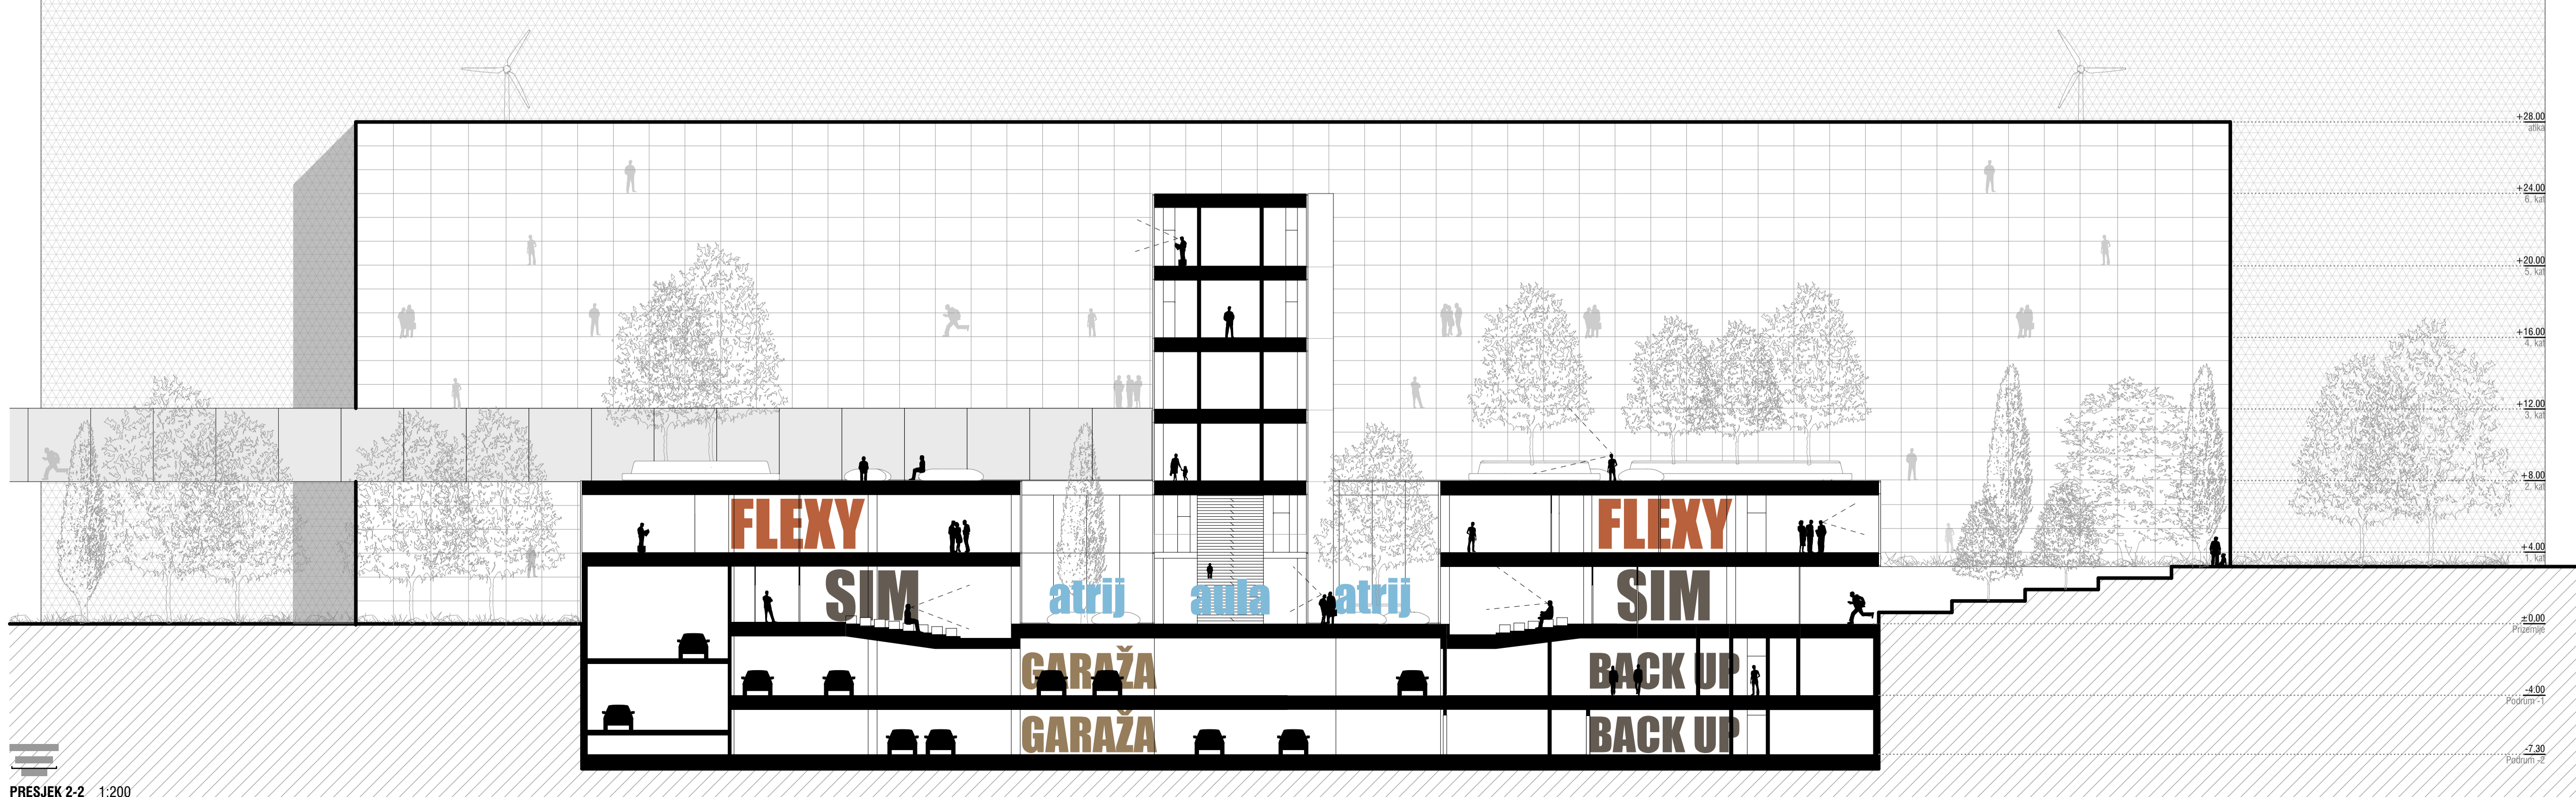 +28.00
atika
+24.00
6. kat
+20.00
5. kat
+16.00
4. kat
+12.00
3. kat
+8.00
2. kat
FLEXY FLEXY
+4.00
kat
SIM atrij aula atrij SIM
±0.00
Prizemlje
GARAŽA BACK UP
-4.00
Podrum -1
GARAŽA BACK UP
-7.30
Podrum -2
PRESJEK 2-2 1:200